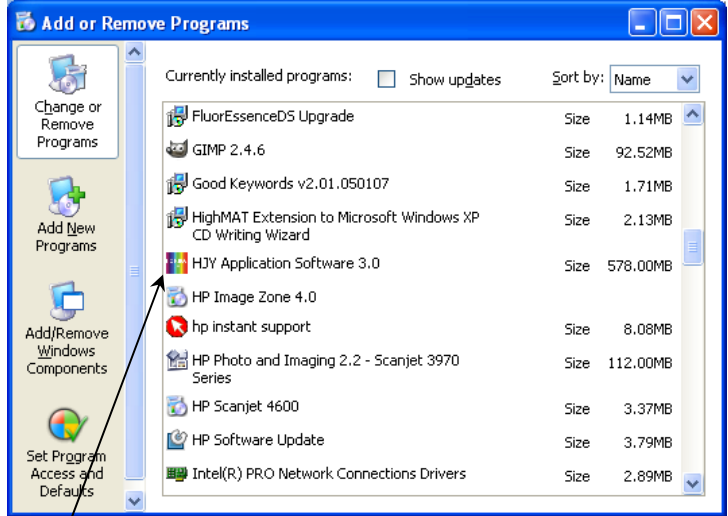 Add or Remove Programs
Change or
Remove
Programs
Add New
Programs
Add/Remove
Windows
Components
Set Program
Access and
Defaults
Currently installed programs: Show updates Sort by: Name
FluorEssenceDS Upgrade Size 1.14MB
GIMP 2.4.6 Size 92.52MB
Good Keywords v2.01.050107 Size 1.71MB
HighMAT Extension to Microsoft Windows XP Size 2.13MB
CD Writing Wizard
HJY Application Software 3.0 Size 578.00MB
HP Image Zone 4.0
hp instant support Size 8.08MB
HP Photo and Imaging 2.2 - Scanjet 3970 Size 112.00MB
Series
HP Scanjet 4600 Size 3.37MB
HP Software Update Size 3.79MB
Intel(R) PRO Network Connections Drivers Size 2.89MB